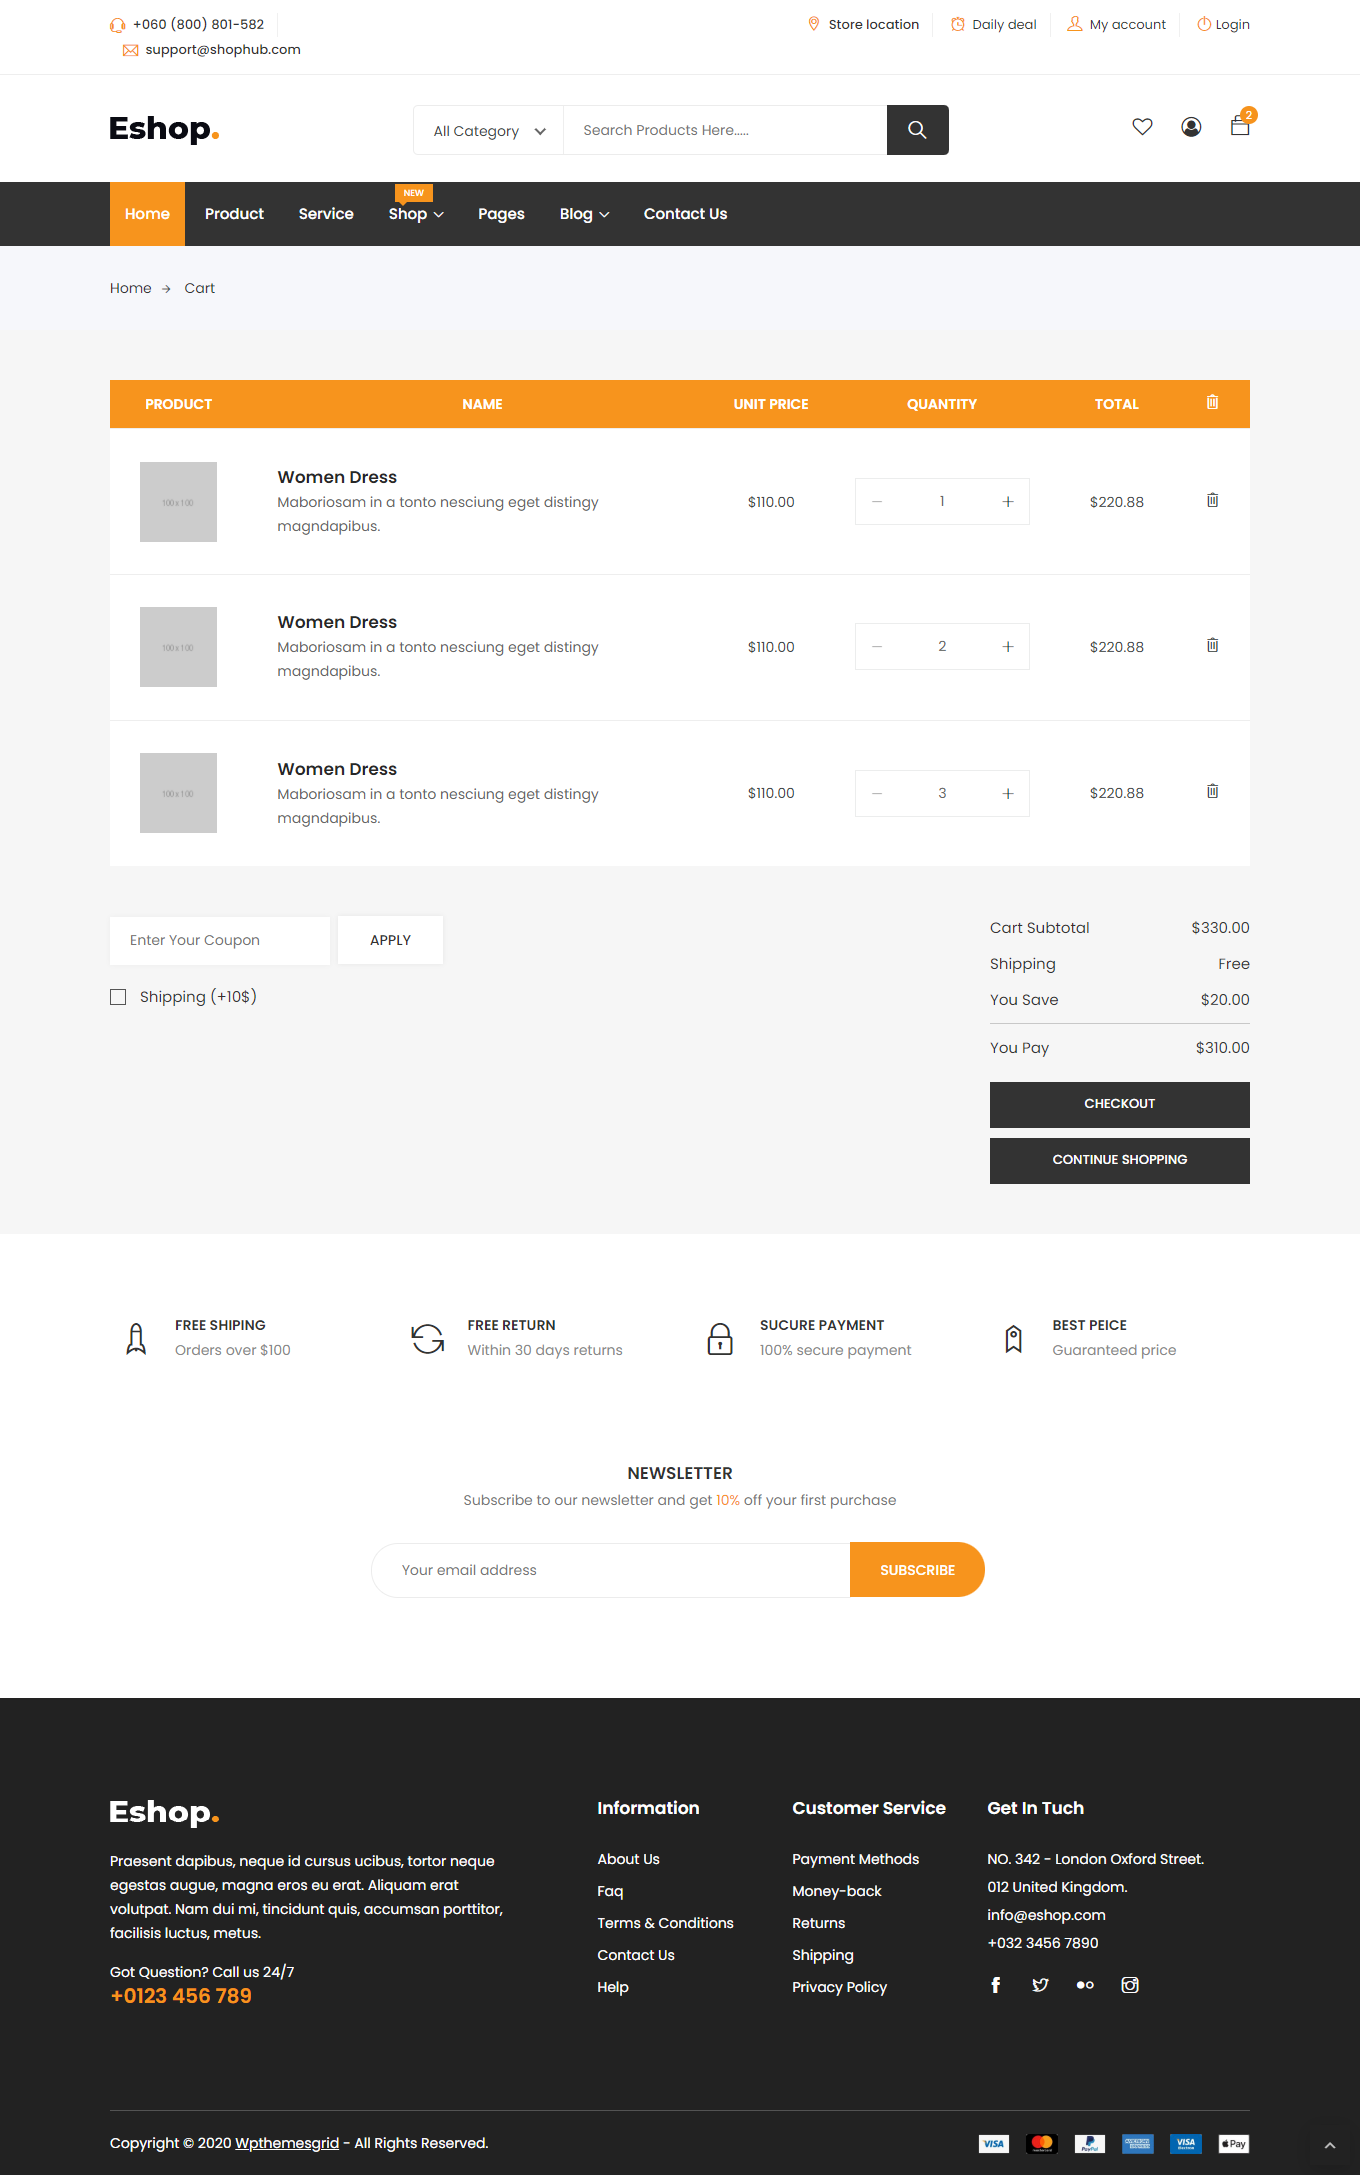 +060 (800) 801-582
support@shophub.com
Store location
Daily deal
My account
Login
Eshop.
All Category
Search Products Here.....
2
NEW
Home
Product
Service
Shop
Pages
Blog
Contact Us
Home
Cart
PRODUCT
NAME
UNIT PRICE
QUANTITY
TOTAL
100 x 100
Women Dress
Maboriosam in a tonto nesciung eget distingy
magndapibus.
$110.00
1
$220.88
100 x 100
Women Dress
Maboriosam in a tonto nesciung eget distingy
magndapibus.
$110.00
2
$220.88
100 x 100
Women Dress
Maboriosam in a tonto nesciung eget distingy
magndapibus.
$110.00
3
$220.88
Enter Your Coupon
APPLY
Shipping (+10$)
Cart Subtotal
$330.00
Shipping
Free
You Save
$20.00
You Pay
$310.00
CHECKOUT
CONTINUE SHOPPING
FREE SHIPING
Orders over $100
FREE RETURN
Within 30 days returns
SUCURE PAYMENT
100% secure payment
BEST PEICE
Guaranteed price
NEWSLETTER
Subscribe to our newsletter and get 10% off your first purchase
Your email address
SUBSCRIBE
Eshop.
Praesent dapibus, neque id cursus ucibus, tortor neque
egestas augue, magna eros eu erat. Aliquam erat
volutpat. Nam dui mi, tincidunt quis, accumsan porttitor,
facilisis luctus, metus.
Got Question? Call us 24/7
+0123 456 789
Information
About Us
Faq
Terms & Conditions
Contact Us
Help
Customer Service
Payment Methods
Money-back
Returns
Shipping
Privacy Policy
Get In Tuch
NO. 342 - London Oxford Street.
012 United Kingdom.
info@eshop.com
+032 3456 7890
Copyright © 2020 Wpthemesgrid - All Rights Reserved.
VISA
PayPal
VISA
Pay